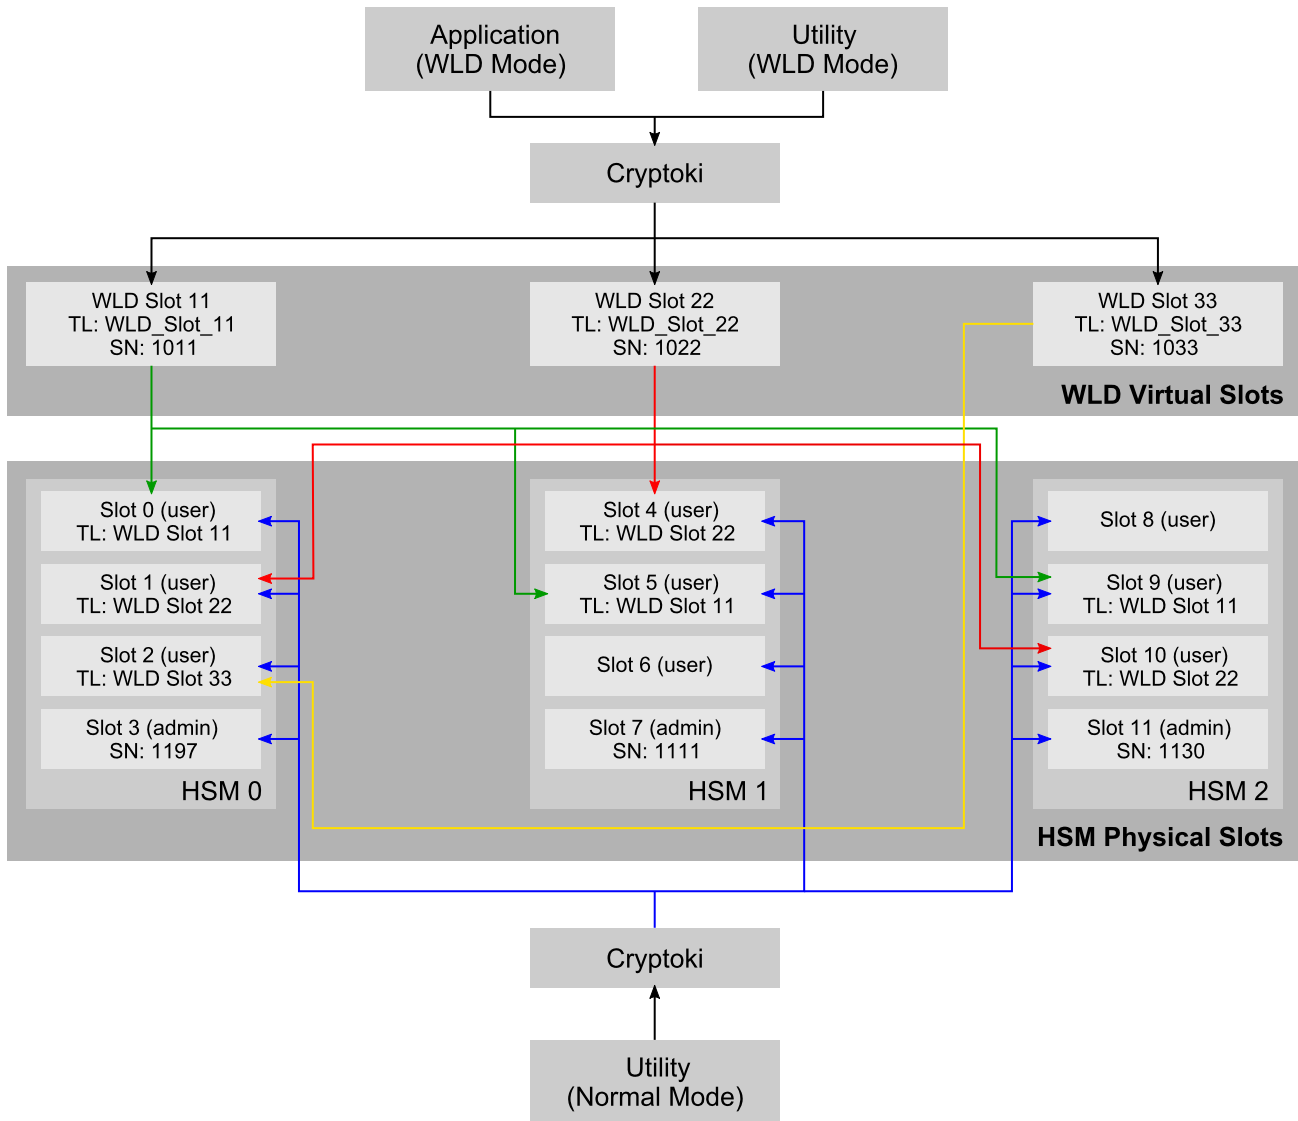 Application
(WLD Mode)
Utility
(WLD Mode)
Cryptoki
WLD Slot 11
TL: WLD_Slot_11
SN: 1011
WLD Slot 22
TL: WLD_Slot_22
SN: 1022
WLD Slot 33
TL: WLD_Slot_33
SN: 1033
WLD Virtual Slots
Slot 0 (user)
TL: WLD Slot 11
Slot 1 (user)
TL: WLD Slot 22
Slot 2 (user)
TL: WLD Slot 33
Slot 3 (admin)
SN: 1197
HSM 0
Slot 4 (user)
TL: WLD Slot 22
Slot 5 (user)
TL: WLD Slot 11
Slot 6 (user)
Slot 7 (admin)
SN: 1111
HSM 1
Slot 8 (user)
Slot 9 (user)
TL: WLD Slot 11
Slot 10 (user)
TL: WLD Slot 22
Slot 11 (admin)
SN: 1130
HSM 2
HSM Physical Slots
Cryptoki
Utility
(Normal Mode)